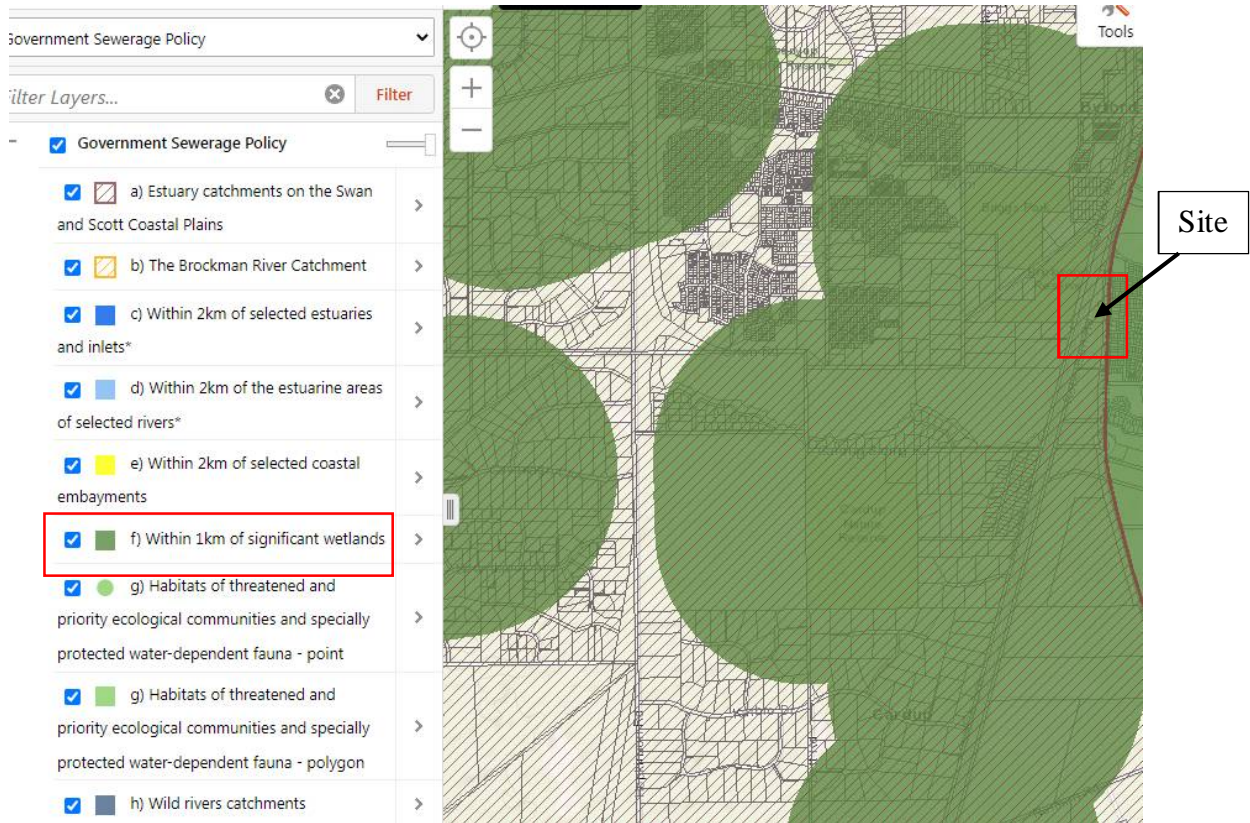 Government Sewerage Policy
Tools
Filter Layers...
Filter
Government Sewerage Policy
a) Estuary catchments on the Swan
and Scott Coastal Plains
b) The Brockman River Catchment
c) Within 2km of selected estuaries
and inlets*
d) Within 2km of the estuarine areas
of selected rivers*
e) Within 2km of selected coastal
embayments
f) Within 1km of significant wetlands
g) Habitats of threatened and
priority ecological communities and specially
protected water-dependent fauna - point
g) Habitats of threatened and
priority ecological communities and specially
protected water-dependent fauna - polygon
h) Wild rivers catchments
Byford
Site
Cardup